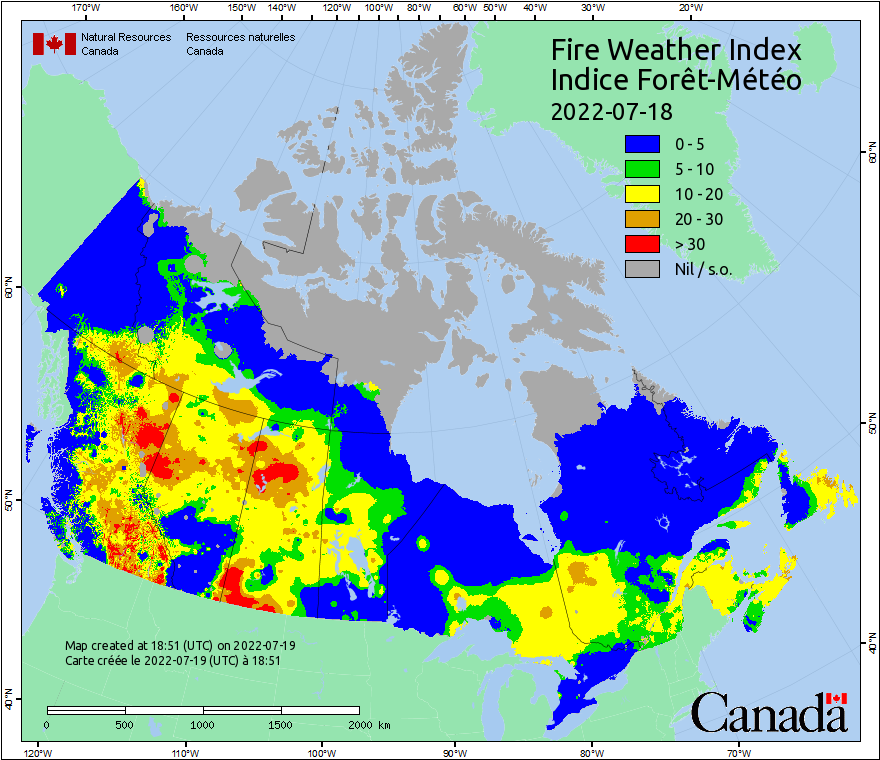 170°W 160°W 150°W 140°W 130°W 120°W 110°W 100°W 90°W 80°W 70°W 60°W 50°W 40°W 30°W 20°W
Natural Resources Ressources naturelles
Canada Canada
Fire Weather Index
Indice Forêt-Météo
2022-07-18
0 - 5
5 - 10
10 - 20
20 - 30
> 30
Nil / s.o.
60°N
60°N
50°N
50°N
40°N
40°N
Map created at 18:51 (UTC) on 2022-07-19
Carte créée le 2022-07-19 (UTC) à 18:51
0 500 1000 1500 2000 km
Canada
120°W 110°W 100°W 90°W 80°W 70°W